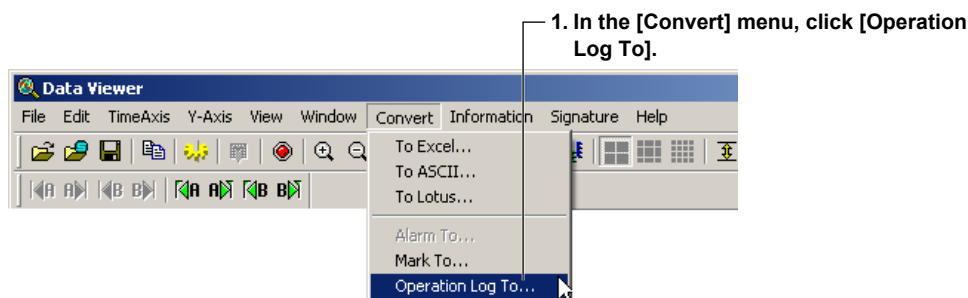 1. In the [Convert] menu, click [Operation
Log To].
Data Viewer
File Edit TimeAxis Y-Axis View Window Convert Information Signature Help
To Excel...
To ASCII...
To Lotus...
A A B B A A B B
Alarm To...
Mark To...
Operation Log To...